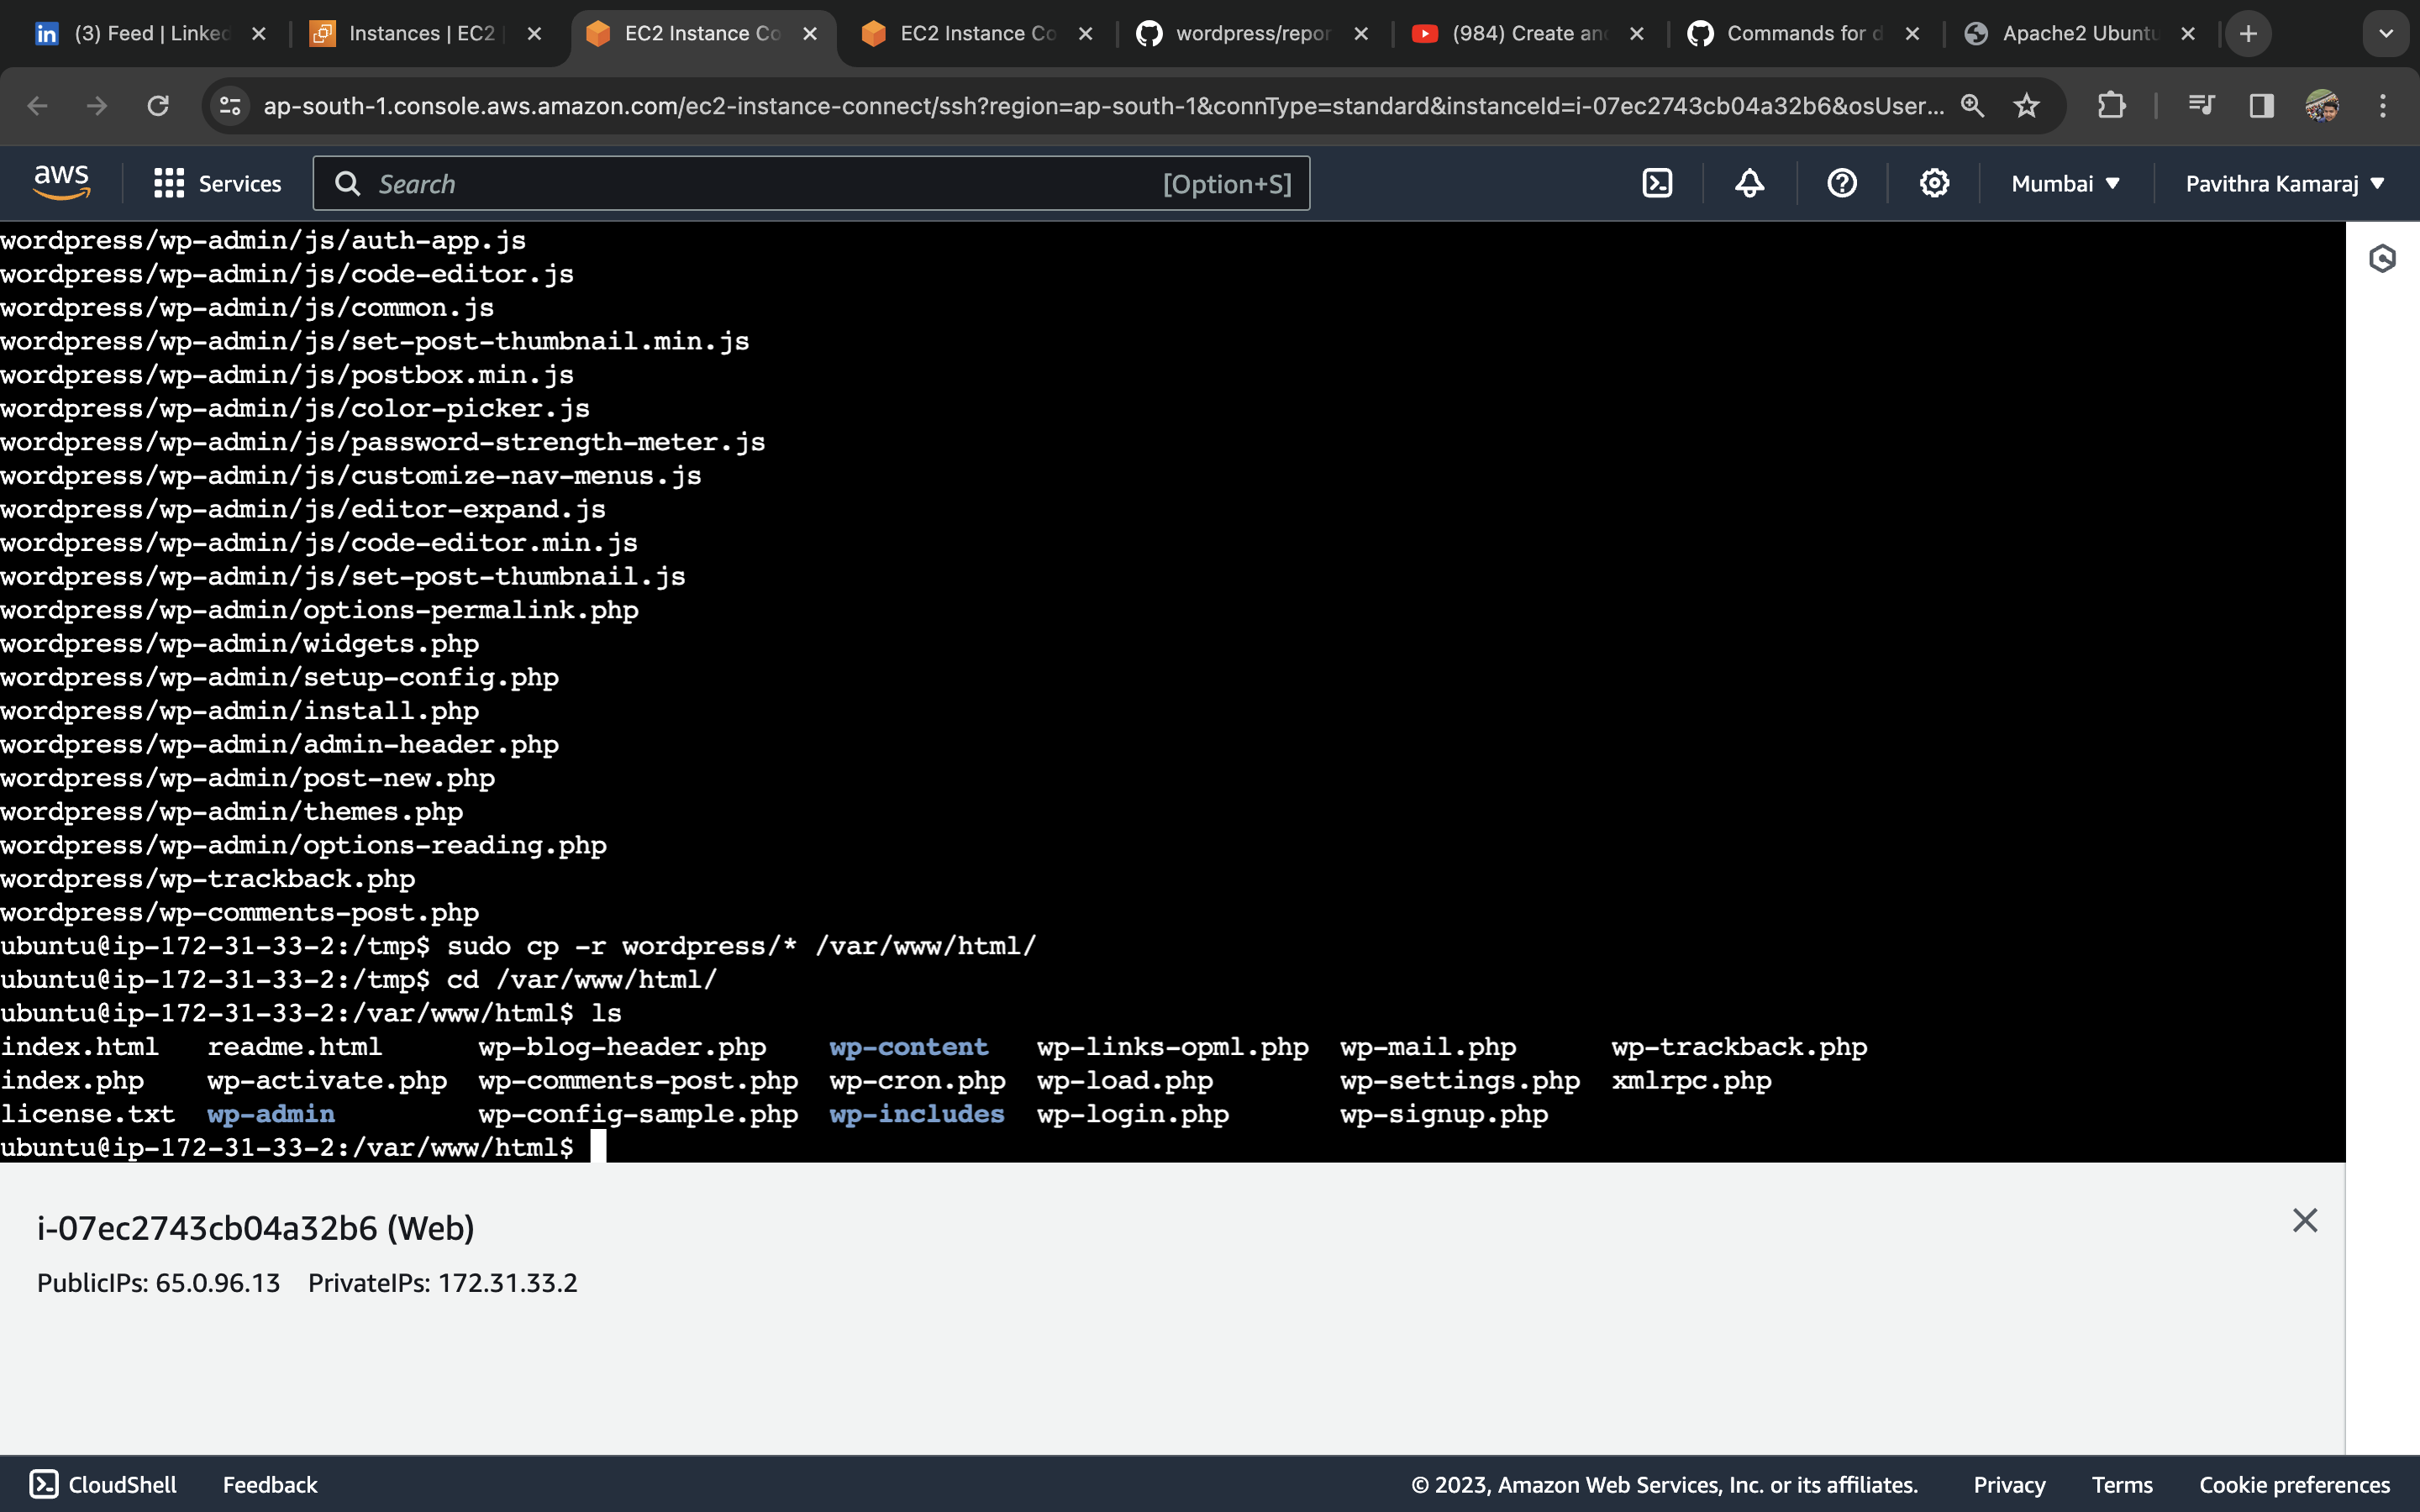 (3) Feed | Linked
Instances | EC2
EC2 Instance Co
EC2 Instance Co
wordpress/repor
(984) Create and
Commands for d
Apache2 Ubuntu
ap-south-1.console.aws.amazon.com/ec2-instance-connect/ssh?region=ap-south-1&connType=standard&instanceId=i-07ec2743cb04a32b6&osUser...
aws
Services
Search
[Option+S]
Mumbai
Pavithra Kamaraj
wordpress/wp-admin/js/auth-app.js
wordpress/wp-admin/js/code-editor.js
wordpress/wp-admin/js/common.js
wordpress/wp-admin/js/set-post-thumbnail.min.js
wordpress/wp-admin/js/postbox.min.js
wordpress/wp-admin/js/color-picker.js
wordpress/wp-admin/js/password-strength-meter.js
wordpress/wp-admin/js/customize-nav-menus.js
wordpress/wp-admin/js/editor-expand.js
wordpress/wp-admin/js/code-editor.min.js
wordpress/wp-admin/js/set-post-thumbnail.js
wordpress/wp-admin/options-permalink.php
wordpress/wp-admin/widgets.php
wordpress/wp-admin/setup-config.php
wordpress/wp-admin/install.php
wordpress/wp-admin/admin-header.php
wordpress/wp-admin/post-new.php
wordpress/wp-admin/themes.php
wordpress/wp-admin/options-reading.php
wordpress/wp-trackback.php
wordpress/wp-comments-post.php
ubuntu@ip-172-31-33-2:/tmp$ sudo cp -r wordpress/* /var/www/html/
ubuntu@ip-172-31-33-2:/tmp$ cd /var/www/html/
ubuntu@ip-172-31-33-2:/var/www/html$ ls
index.html readme.html wp-blog-header.php wp-content wp-links-opml.php wp-mail.php wp-trackback.php
index.php wp-activate.php wp-comments-post.php wp-cron.php wp-load.php wp-settings.php xmlrpc.php
license.txt wp-admin wp-config-sample.php wp-includes wp-login.php wp-signup.php
ubuntu@ip-172-31-33-2:/var/www/html$
i-07ec2743cb04a32b6 (Web)
PublicIPs: 65.0.96.13 PrivateIPs: 172.31.33.2
CloudShell
Feedback
© 2023, Amazon Web Services, Inc. or its affiliates.
Privacy
Terms
Cookie preferences